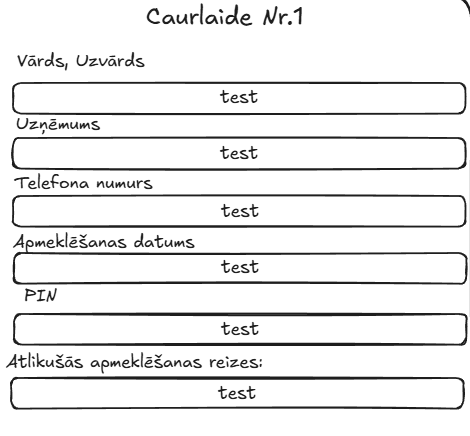 Caurlaide Nr.1
Vārds, Uzvārds
test
Uzņēmums
test
Telefona numurs
test
Apmeklēšanas datums
test
PIN
test
Atlikušās apmeklēšanas reizes:
test